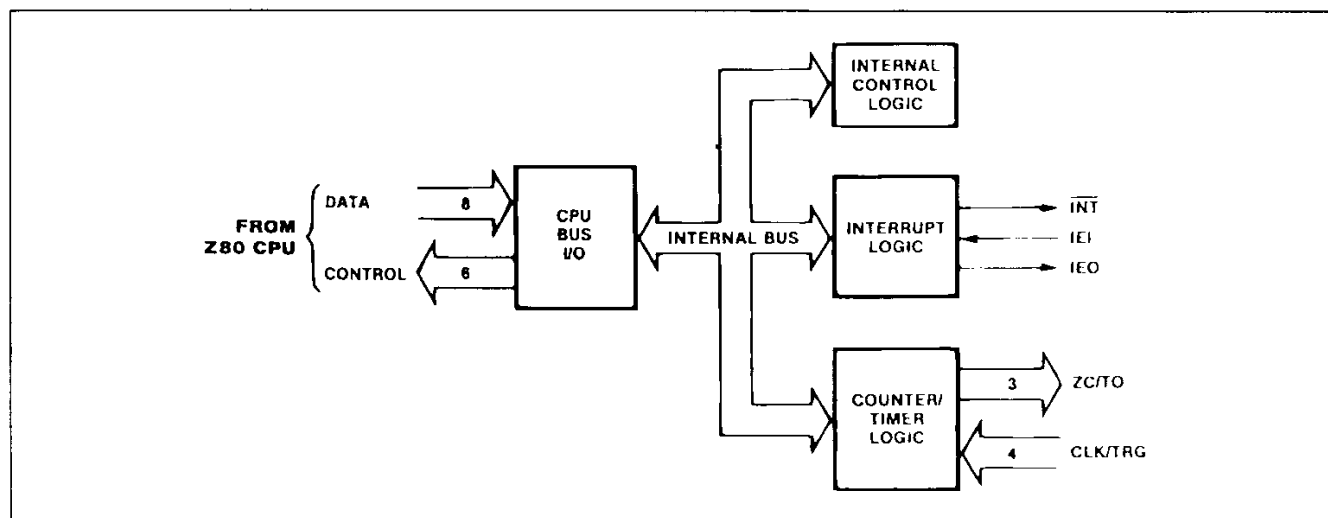 INTERNAL
CONTROL
LOGIC
FROM
Z80 CPU
DATA
8
CONTROL
6
CPU
BUS
I/O
INTERNAL BUS
INTERRUPT
LOGIC
INT
IEI
IEO
COUNTER/
TIMER
LOGIC
3
ZC/TO
4
CLK/TRG